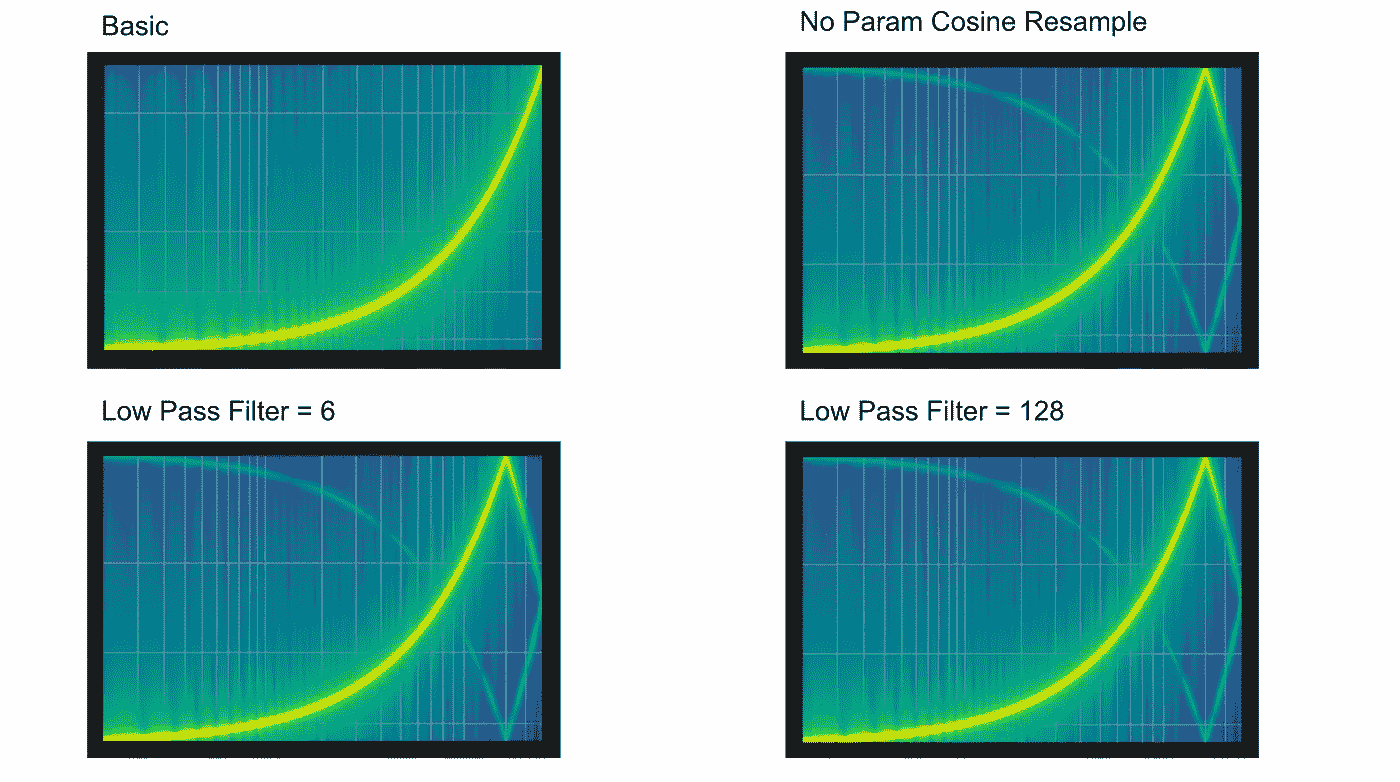 Basic
No Param Cosine Resample
Low Pass Filter = 6
Low Pass Filter = 128